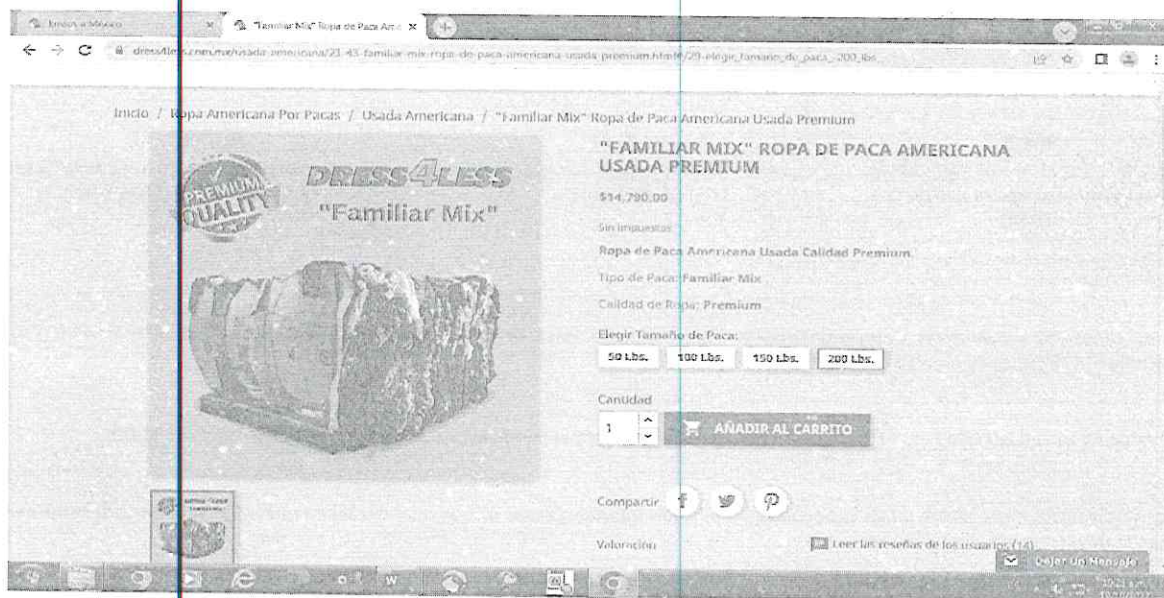 "Familiar Mix" Ropa de Paca Am
Inicio / Ropa Americana Por Pacas / Usada Americana / "Familiar Mix" Ropa de Paca Americana Usada Premium
PREMIUM QUALITY
DRESS4LESS
"Familiar Mix"
"FAMILIAR MIX" ROPA DE PACA AMERICANA
USADA PREMIUM
$14,790.00
Sin impuestos
Ropa de Paca Americana Usada Calidad Premium.
Tipo de Paca: Familiar Mix
Calidad de Ropa: Premium
Elegir Tamaño de Paca:
50 Lbs. 100 Lbs. 150 Lbs. 200 Lbs.
Cantidad
1 AÑADIR AL CARRITO
Compartir
Valoración Leer las reseñas de los usuarios (14)
Dejar Un Mensaje